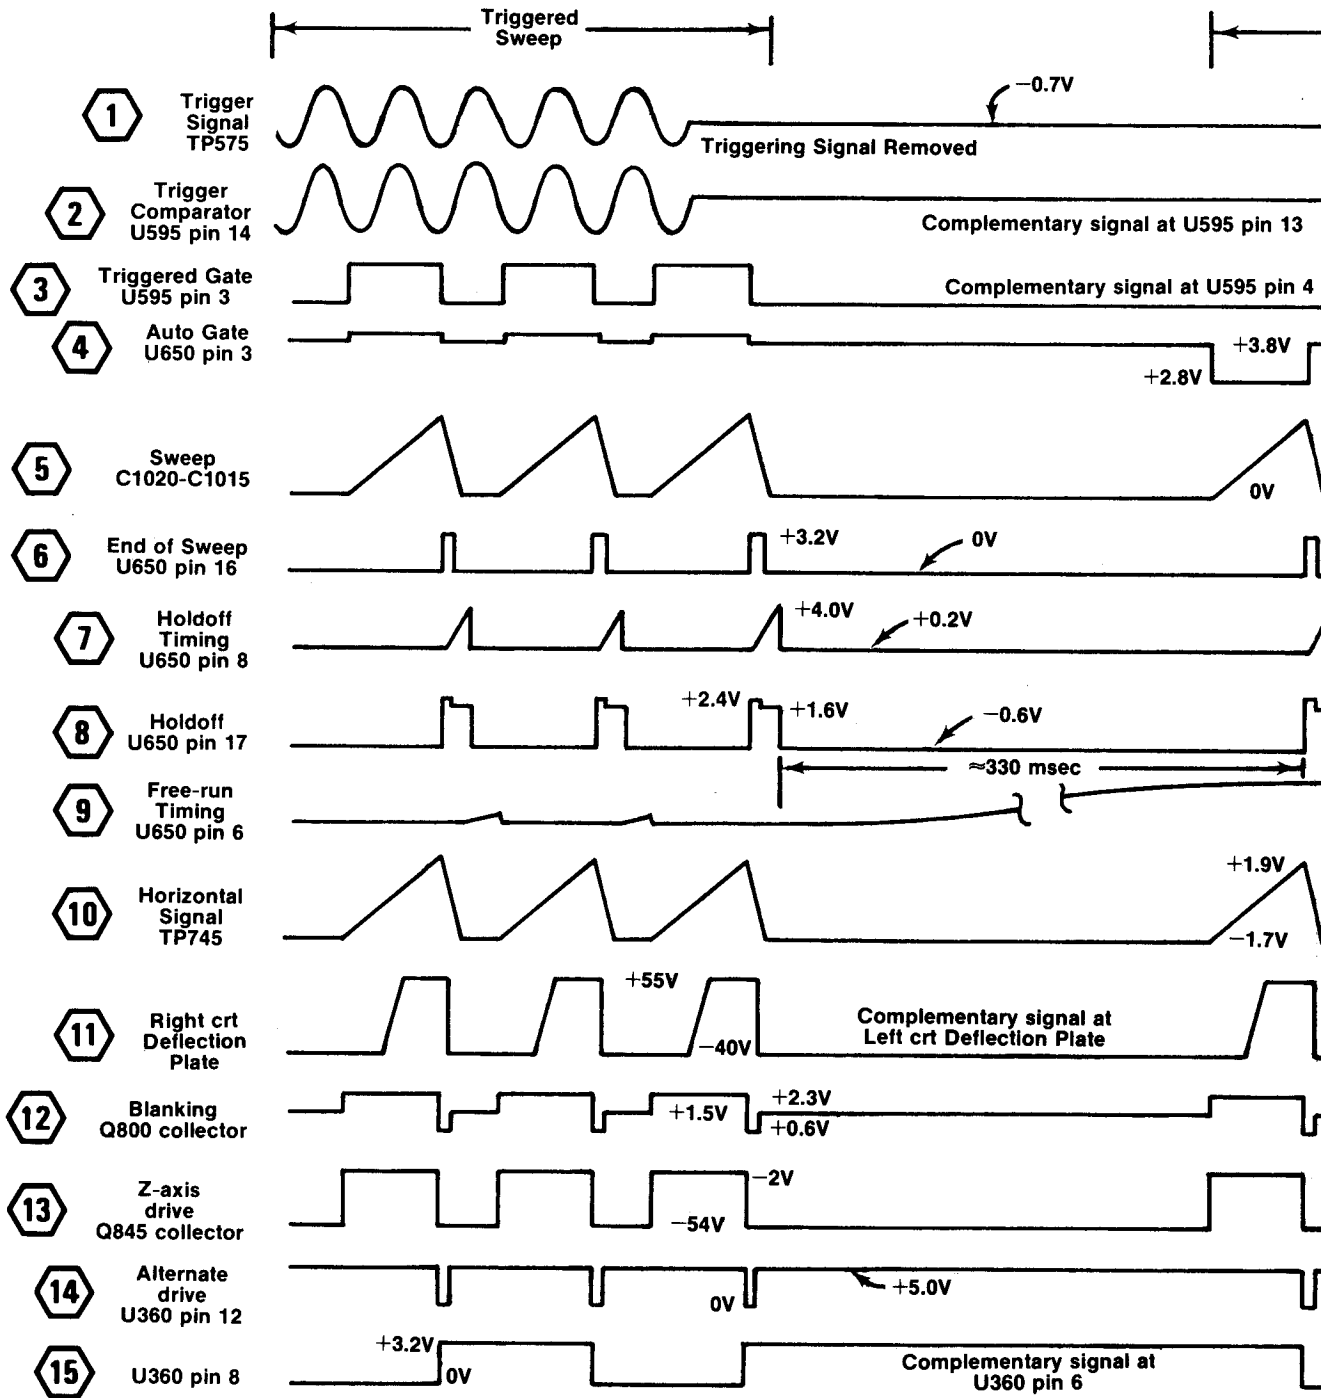 Triggered
Sweep
1
Trigger
Signal
TP575
−0.7V
Triggering Signal Removed
2
Trigger
Comparator
U595 pin 14
Complementary signal at U595 pin 13
3
Triggered Gate
U595 pin 3
Complementary signal at U595 pin 4
4
Auto Gate
U650 pin 3
+3.8V
+2.8V
5
Sweep
C1020-C1015
0V
6
End of Sweep
U650 pin 16
+3.2V
0V
7
Holdoff
Timing
U650 pin 8
+4.0V
+0.2V
8
Holdoff
U650 pin 17
+2.4V
+1.6V
−0.6V
≈330 msec
9
Free-run
Timing
U650 pin 6
10
Horizontal
Signal
TP745
+1.9V
−1.7V
11
Right crt
Deflection
Plate
+55V
−40V
Complementary signal at
Left crt Deflection Plate
12
Blanking
Q800 collector
+1.5V
+2.3V
+0.6V
13
Z-axis
drive
Q845 collector
−2V
−54V
14
Alternate
drive
U360 pin 12
0V
+5.0V
15
U360 pin 8
+3.2V
0V
Complementary signal at
U360 pin 6